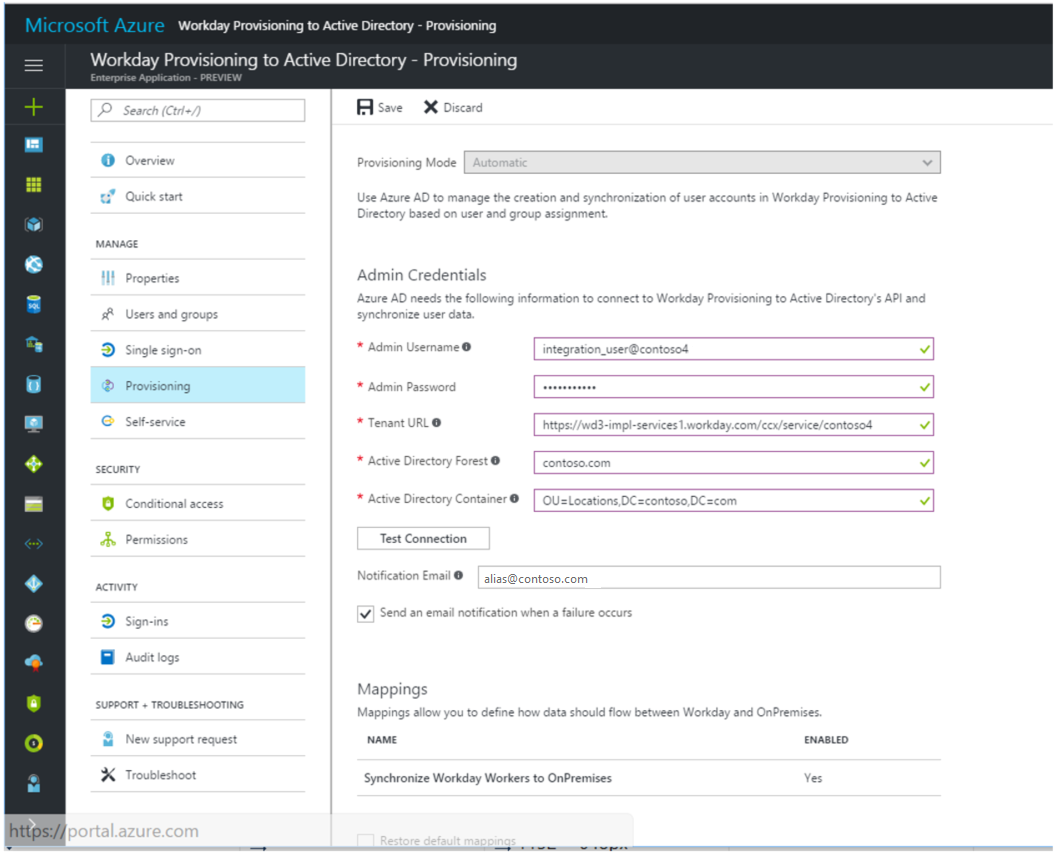 Microsoft Azure Workday Provisioning to Active Directory - Provisioning
Workday Provisioning to Active Directory - Provisioning
Enterprise Application - PREVIEW
Search (Ctrl+/)
Overview
Quick start
MANAGE
Properties
Users and groups
Single sign-on
Provisioning
Self-service
SECURITY
Conditional access
Permissions
ACTIVITY
Sign-ins
Audit logs
SUPPORT + TROUBLESHOOTING
New support request
Troubleshoot
Save Discard
Provisioning Mode Automatic
Use Azure AD to manage the creation and synchronization of user accounts in Workday Provisioning to Active
Directory based on user and group assignment.
Admin Credentials
Azure AD needs the following information to connect to Workday Provisioning to Active Directory's API and
synchronize user data.
* Admin Username integration_user@contoso4
* Admin Password •••••••••••
* Tenant URL https://wd3-impl-services1.workday.com/ccx/service/contoso4
* Active Directory Forest contoso.com
* Active Directory Container OU=Locations,DC=contoso,DC=com
Test Connection
Notification Email alias@contoso.com
Send an email notification when a failure occurs
Mappings
Mappings allow you to define how data should flow between Workday and OnPremises.
NAME ENABLED
Synchronize Workday Workers to OnPremises Yes
Restore default mappings
https://portal.azure.com